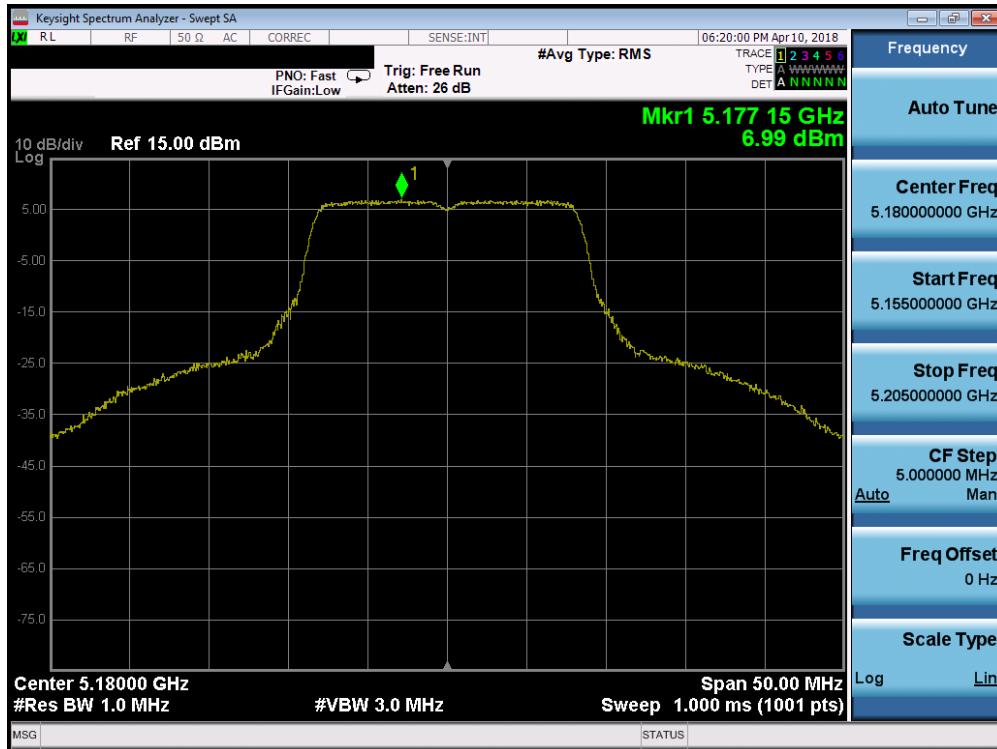 Keysight Spectrum Analyzer - Swept SA
LXI RL RF 50 Ω AC CORREC SENSE:INT 06:20:00 PM Apr 10, 2018
#Avg Type: RMS TRACE 1 2 3 4 5 6
PNO: Fast Trig: Free Run TYPE A WWWWW
IFGain:Low Atten: 26 dB DET A N N N N N
Mkr1 5.177 15 GHz
6.99 dBm
10 dB/div Ref 15.00 dBm
Log
1
5.00
-5.00
-15.0
-25.0
-35.0
-45.0
-55.0
-65.0
-75.0
Center 5.18000 GHz Span 50.00 MHz
#Res BW 1.0 MHz #VBW 3.0 MHz Sweep 1.000 ms (1001 pts)
MSG STATUS
Frequency
Auto Tune
Center Freq
5.180000000 GHz
Start Freq
5.155000000 GHz
Stop Freq
5.205000000 GHz
CF Step
5.000000 MHz
Auto Man
Freq Offset
0 Hz
Scale Type
Log Lin